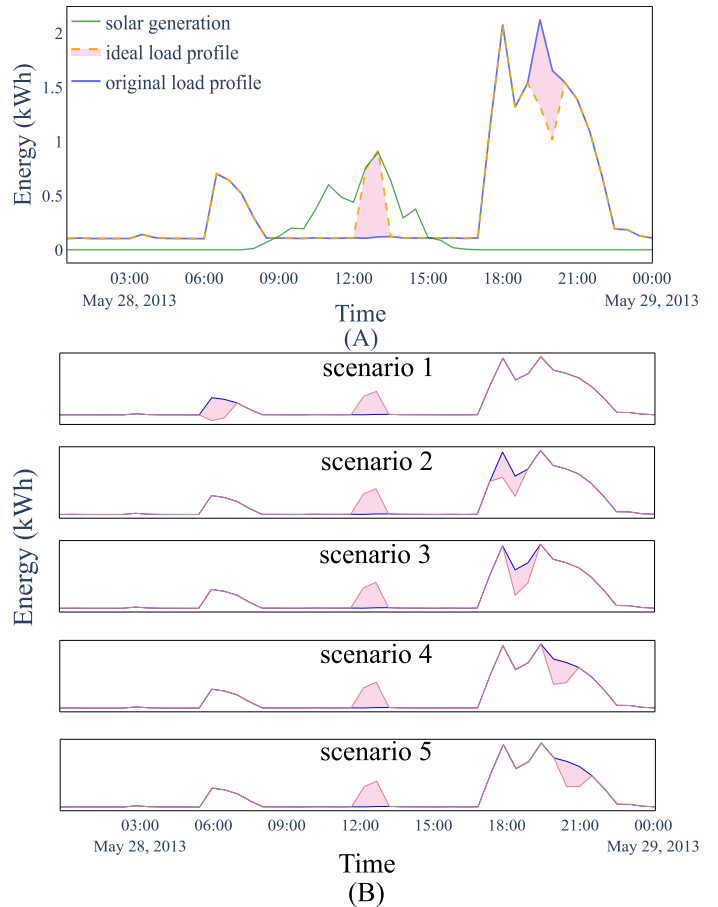 solar generation
ideal load profile
original load profile
Energy (kWh)
2
1.5
1
0.5
0
03:00 06:00 09:00 12:00 15:00 18:00 21:00 00:00
May 28, 2013 May 29, 2013
Time
(A)
scenario 1
scenario 2
scenario 3
scenario 4
scenario 5
Energy (kWh)
03:00 06:00 09:00 12:00 15:00 18:00 21:00 00:00
May 28, 2013 May 29, 2013
Time
(B)